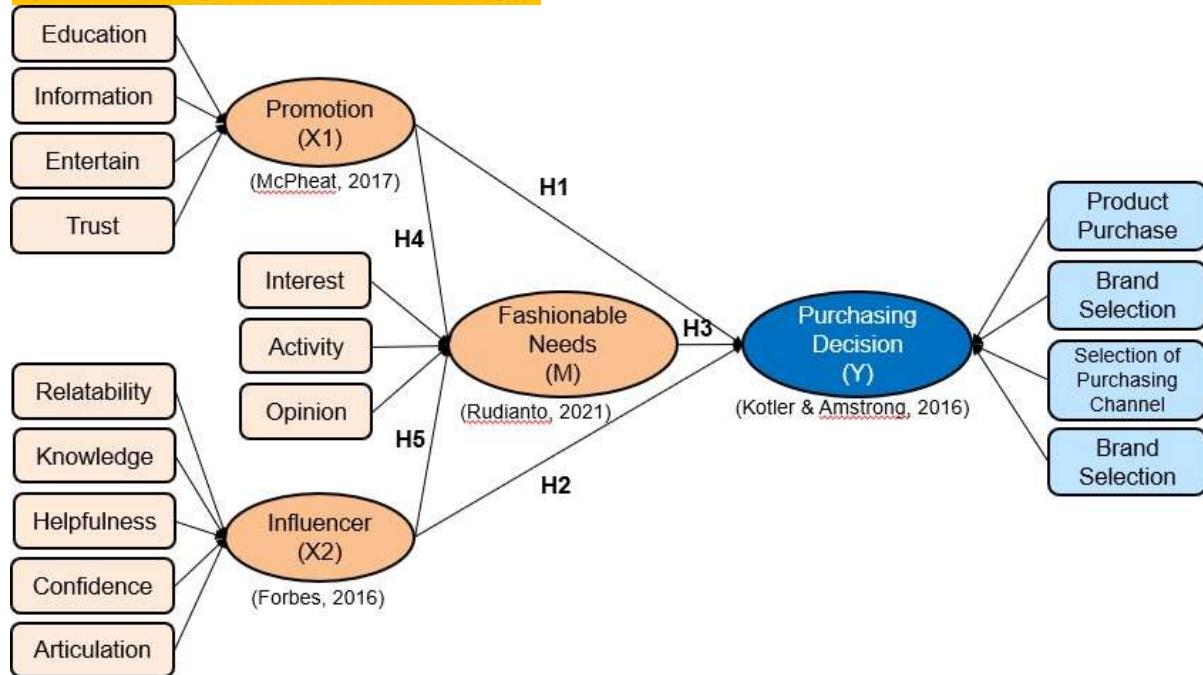 Education
Information
Entertain
Trust
Promotion
(X1)
(McPheat, 2017)
H1
H4
Interest
Activity
Opinion
Fashionable
Needs
(M)
(Rudianto, 2021)
H3
Purchasing
Decision
(Y)
(Kotler & Amstrong, 2016)
Product
Purchase
Brand
Selection
Selection of
Purchasing
Channel
Brand
Selection
Relatability
Knowledge
Helpfulness
Confidence
Articulation
Influencer
(X2)
(Forbes, 2016)
H5
H2